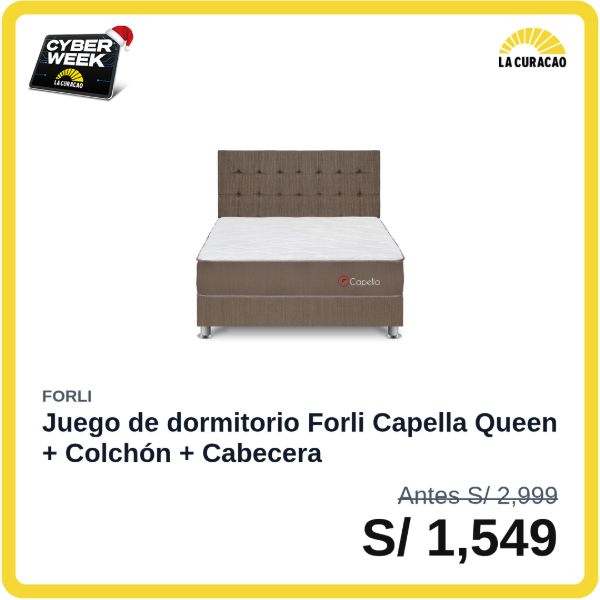 CYBER
WEEK
LA CURACAO
LA CURACAO
Capella
FORLI
Juego de dormitorio Forli Capella Queen
+ Colchón + Cabecera
Antes S/ 2,999
S/ 1,549